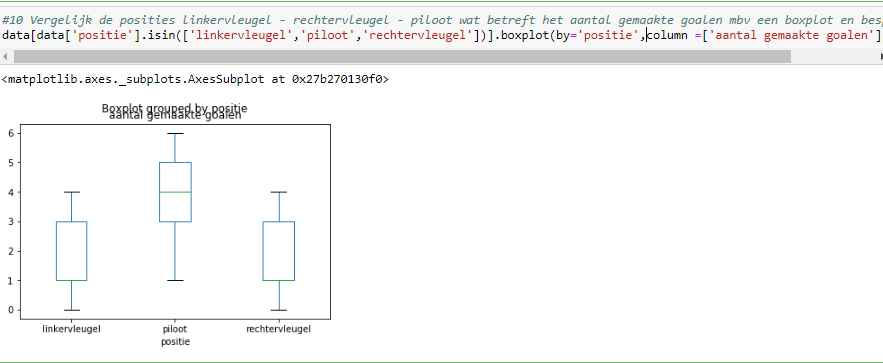 #10 Vergelijk de posities linkervleugel - rechtervleugel - piloot wat betreft het aantal gemaakte goalen mbv een boxplot en
data[data['positie'].isin(['linkervleugel','piloot','rechtervleugel'])].boxplot(by='positie',column =['aantal gemaakte goalen']
<matplotlib.axes._subplots.AxesSubplot at 0x27b270130f0>
Boxplot grouped by positie
aantal gemaakte goalen
6
5
4
3
2
1
0
linkervleugel piloot rechtervleugel
positie